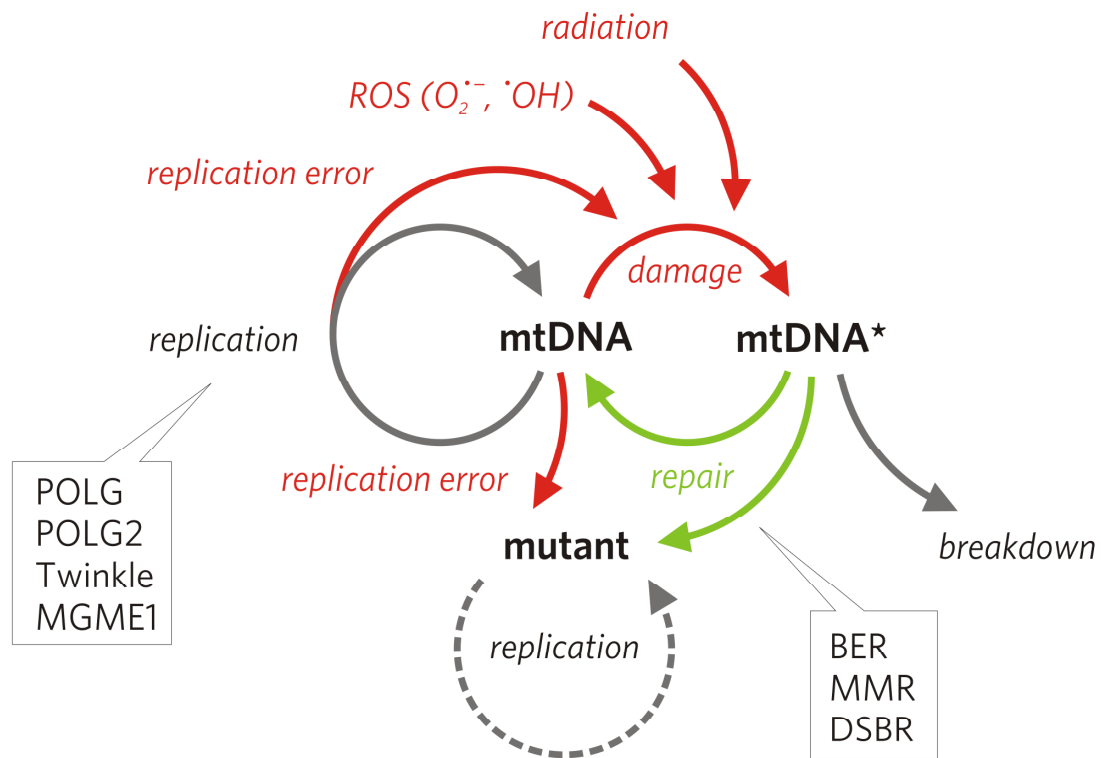 radiation
ROS (O₂•⁻, •OH)
replication error
damage
replication
mtDNA
mtDNA★
replication error
repair
POLG
POLG2
Twinkle
MGME1
mutant
breakdown
replication
BER
MMR
DSBR